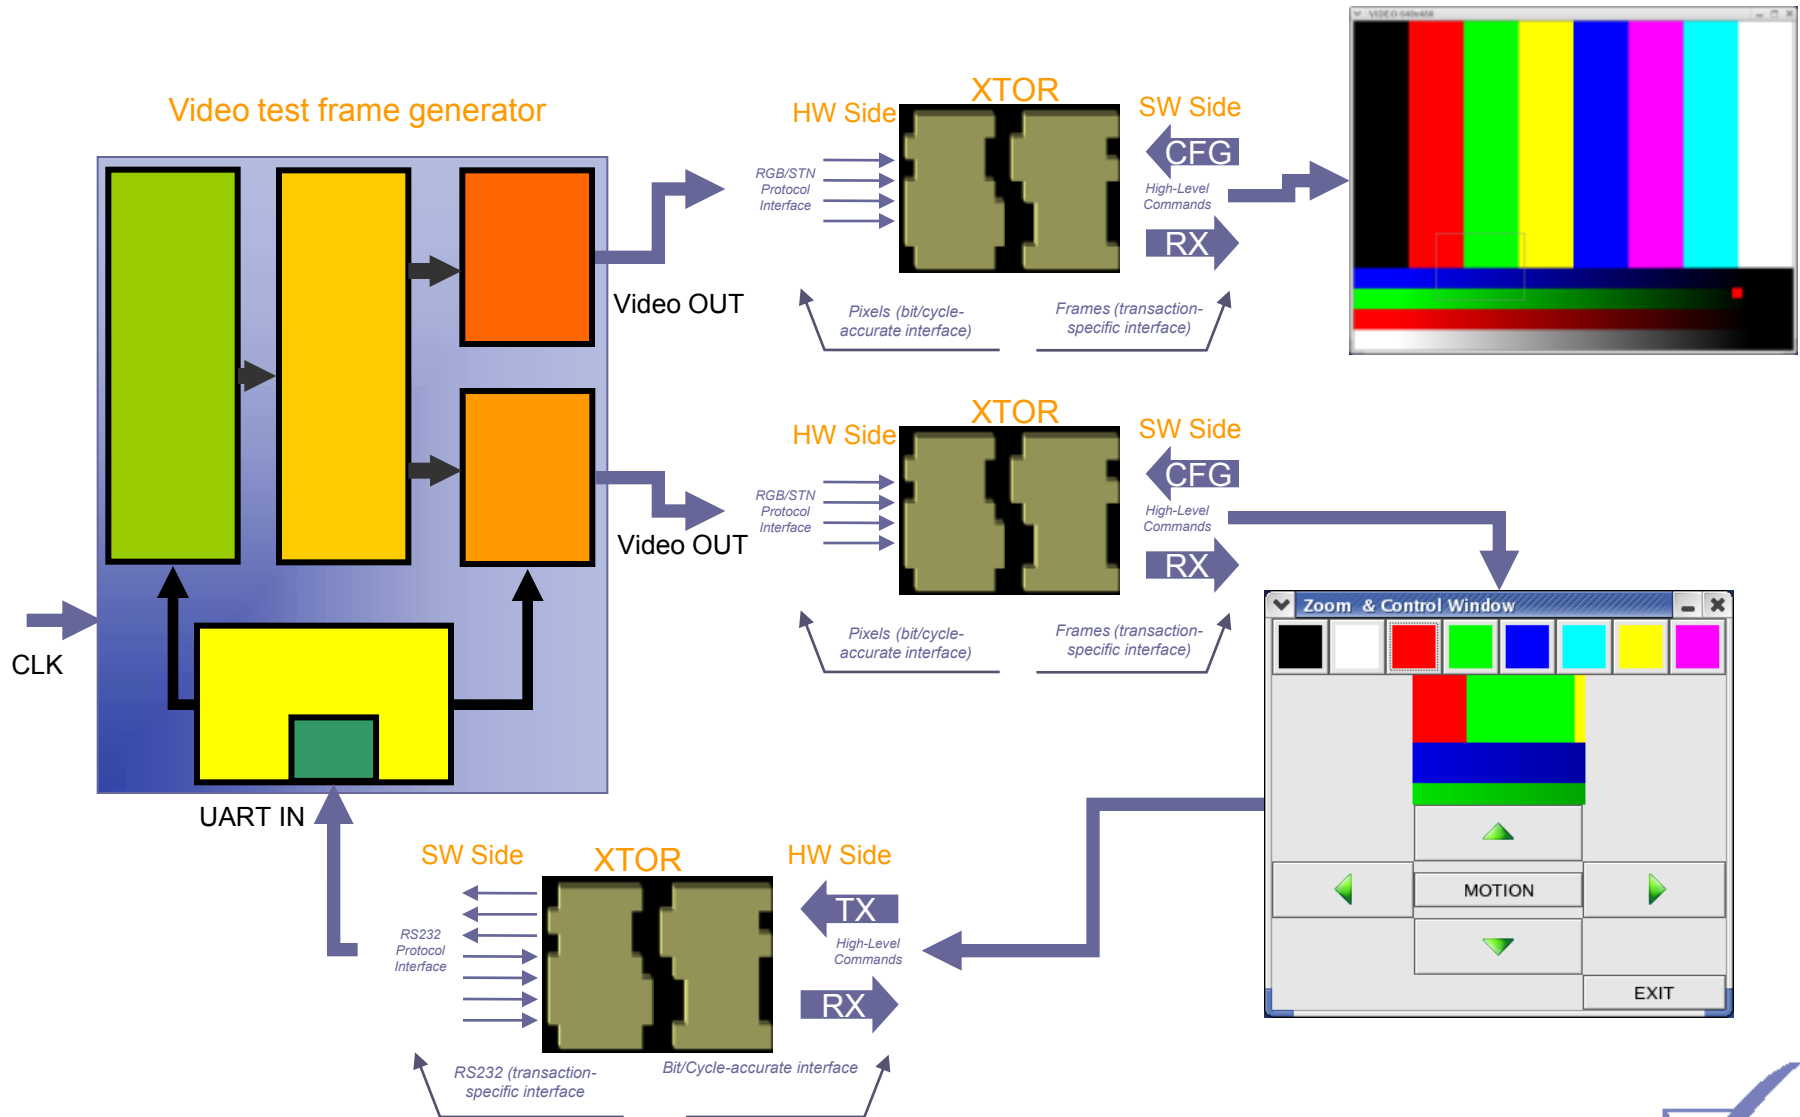 VIDEO 640x488
Video test frame generator
XTOR
HW Side
SW Side
CFG
RGB/STN
Protocol
Interface
High-Level
Commands
RX
Video OUT
Pixels (bit/cycle-
accurate interface)
Frames (transaction-
specific interface)
XTOR
HW Side
SW Side
CFG
RGB/STN
Protocol
Interface
High-Level
Commands
RX
Video OUT
Pixels (bit/cycle-
accurate interface)
Frames (transaction-
specific interface)
CLK
UART IN
Zoom & Control Window
MOTION
EXIT
SW Side
XTOR
HW Side
TX
RS232
Protocol
Interface
High-Level
Commands
RX
RS232 (transaction-
specific interface
Bit/Cycle-accurate interface